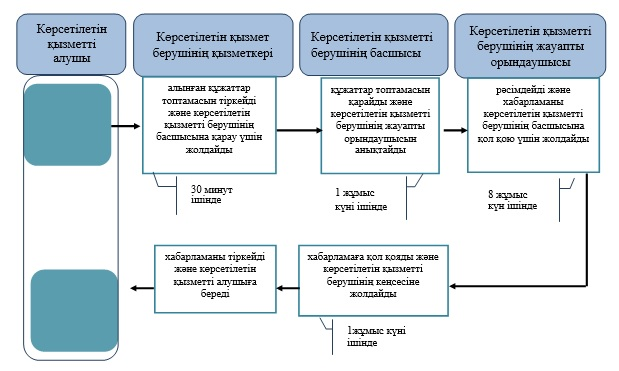 Көрсетілетін
қызметті
алушы
Көрсетілетін қызмет
берушінің қызметкері
Көрсетілетін қызметті
берушінің басшысы
Көрсетілетін қызметті
берушінің жауапты
орындаушысы
алынған құжаттар
топтамасын тіркейді
және көрсетілетін
қызметті берушінің
басшысына қарау үшін
жолдайды
құжаттар топтамасын
қарайды және
көрсетілетін қызметті
берушінің жауапты
орындаушысын
анықтайды
рәсімдейді және
хабарламаны
көрсетілетін қызметті
берушінің басшысына
қол қою үшін жолдайды
30 минут
ішінде
1 жұмыс
күні ішінде
8 жұмыс
күн ішінде
хабарламаны тіркейді
және көрсетілетін
қызметті алушыға
береді
хабарламаға қол қояды және
көрсетілетін қызметті
берушінің кеңсесіне
жолдайды
1жұмыс күні
ішінде